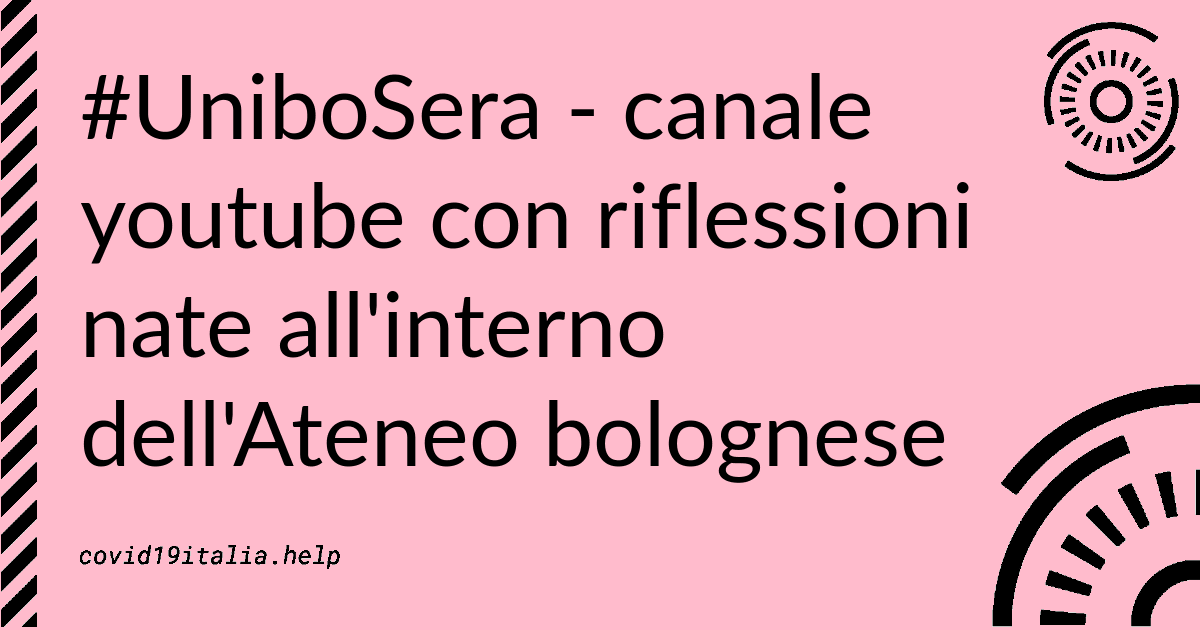 #UniboSera - canale
youtube con riflessioni
nate all'interno
dell'Ateneo bolognese
covid19italia.help